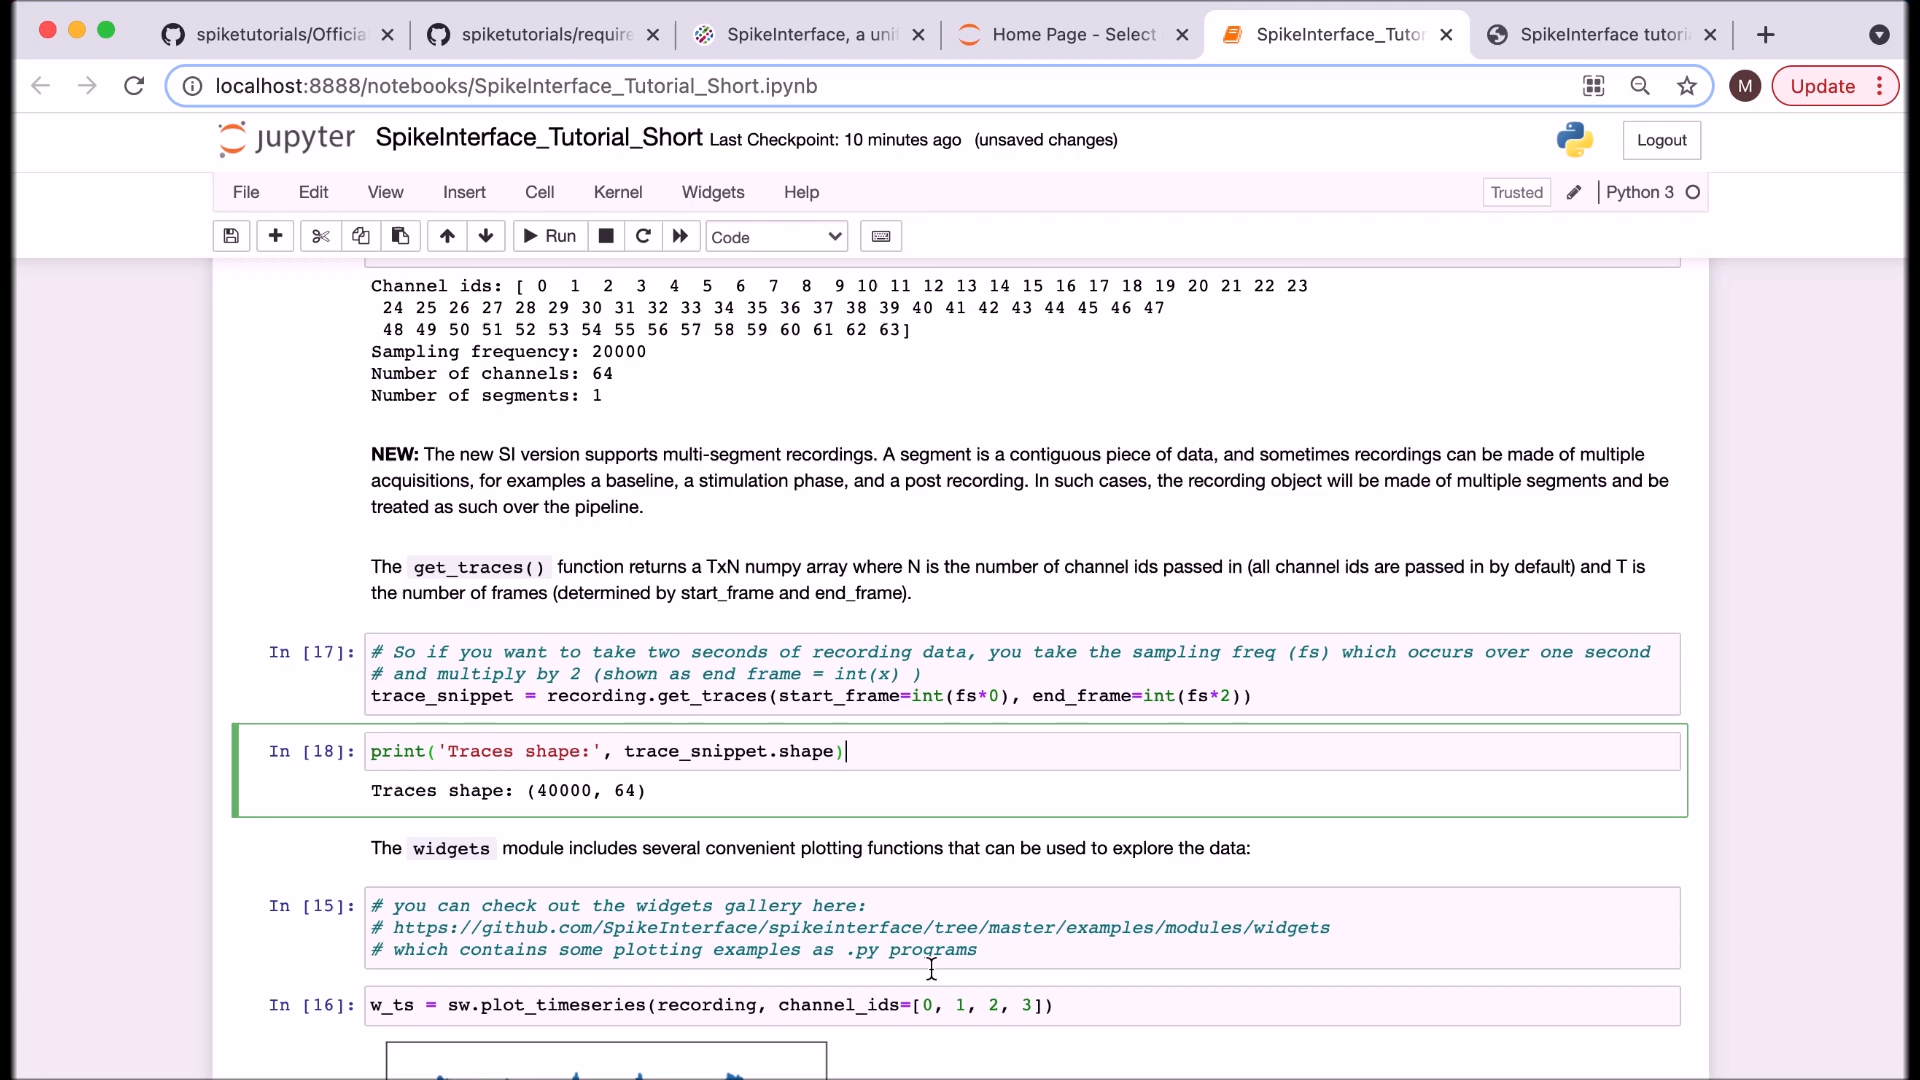 spiketutorials/Officia
spiketutorials/require
SpikeInterface, a uni
Home Page - Select
SpikeInterface_Tutor
SpikeInterface tutori
localhost:8888/notebooks/SpikeInterface_Tutorial_Short.ipynb
M
Update
jupyter
SpikeInterface_Tutorial_Short Last Checkpoint: 10 minutes ago (unsaved changes)
Logout
File Edit View Insert Cell Kernel Widgets Help
Trusted
Python 3
Run
Code
Channel ids: [ 0 1 2 3 4 5 6 7 8 9 10 11 12 13 14 15 16 17 18 19 20 21 22 23
24 25 26 27 28 29 30 31 32 33 34 35 36 37 38 39 40 41 42 43 44 45 46 47
48 49 50 51 52 53 54 55 56 57 58 59 60 61 62 63]
Sampling frequency: 20000
Number of channels: 64
Number of segments: 1
NEW: The new SI version supports multi-segment recordings. A segment is a contiguous piece of data, and sometimes recordings can be made of multiple
acquisitions, for examples a baseline, a stimulation phase, and a post recording. In such cases, the recording object will be made of multiple segments and be
treated as such over the pipeline.
The get_traces() function returns a TxN numpy array where N is the number of channel ids passed in (all channel ids are passed in by default) and T is
the number of frames (determined by start_frame and end_frame).
In [17]: # So if you want to take two seconds of recording data, you take the sampling freq (fs) which occurs over one second
# and multiply by 2 (shown as end frame = int(x) )
trace_snippet = recording.get_traces(start_frame=int(fs*0), end_frame=int(fs*2))
In [18]: print('Traces shape:', trace_snippet.shape)
Traces shape: (40000, 64)
The widgets module includes several convenient plotting functions that can be used to explore the data:
In [15]: # you can check out the widgets gallery here:
# https://github.com/SpikeInterface/spikeinterface/tree/master/examples/modules/widgets
# which contains some plotting examples as .py programs
In [16]: w_ts = sw.plot_timeseries(recording, channel_ids=[0, 1, 2, 3])